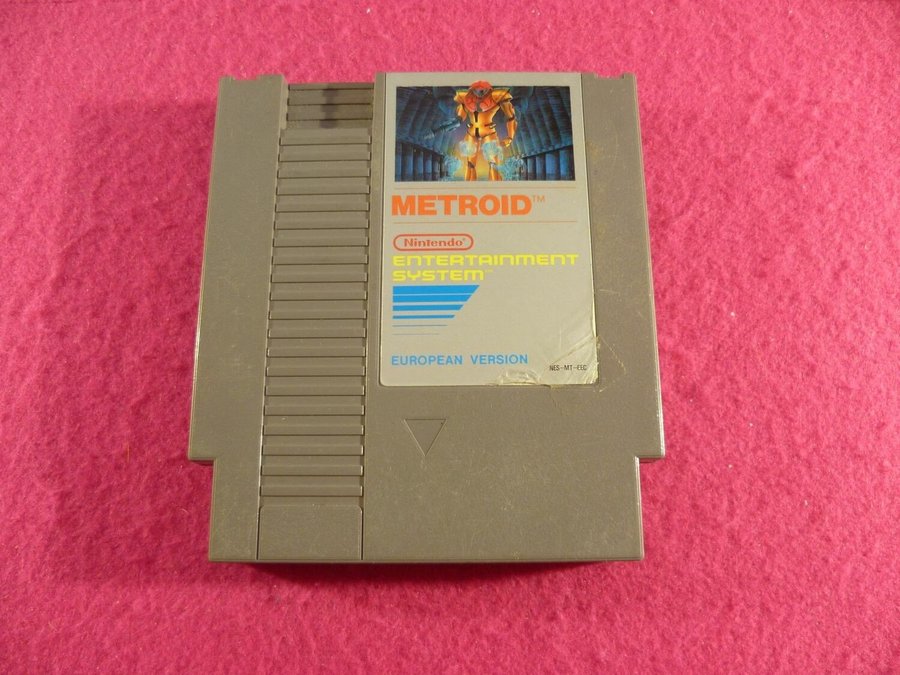 METROID™
Nintendo®
ENTERTAINMENT
SYSTEM™
EUROPEAN VERSION
NES-MT-EEC